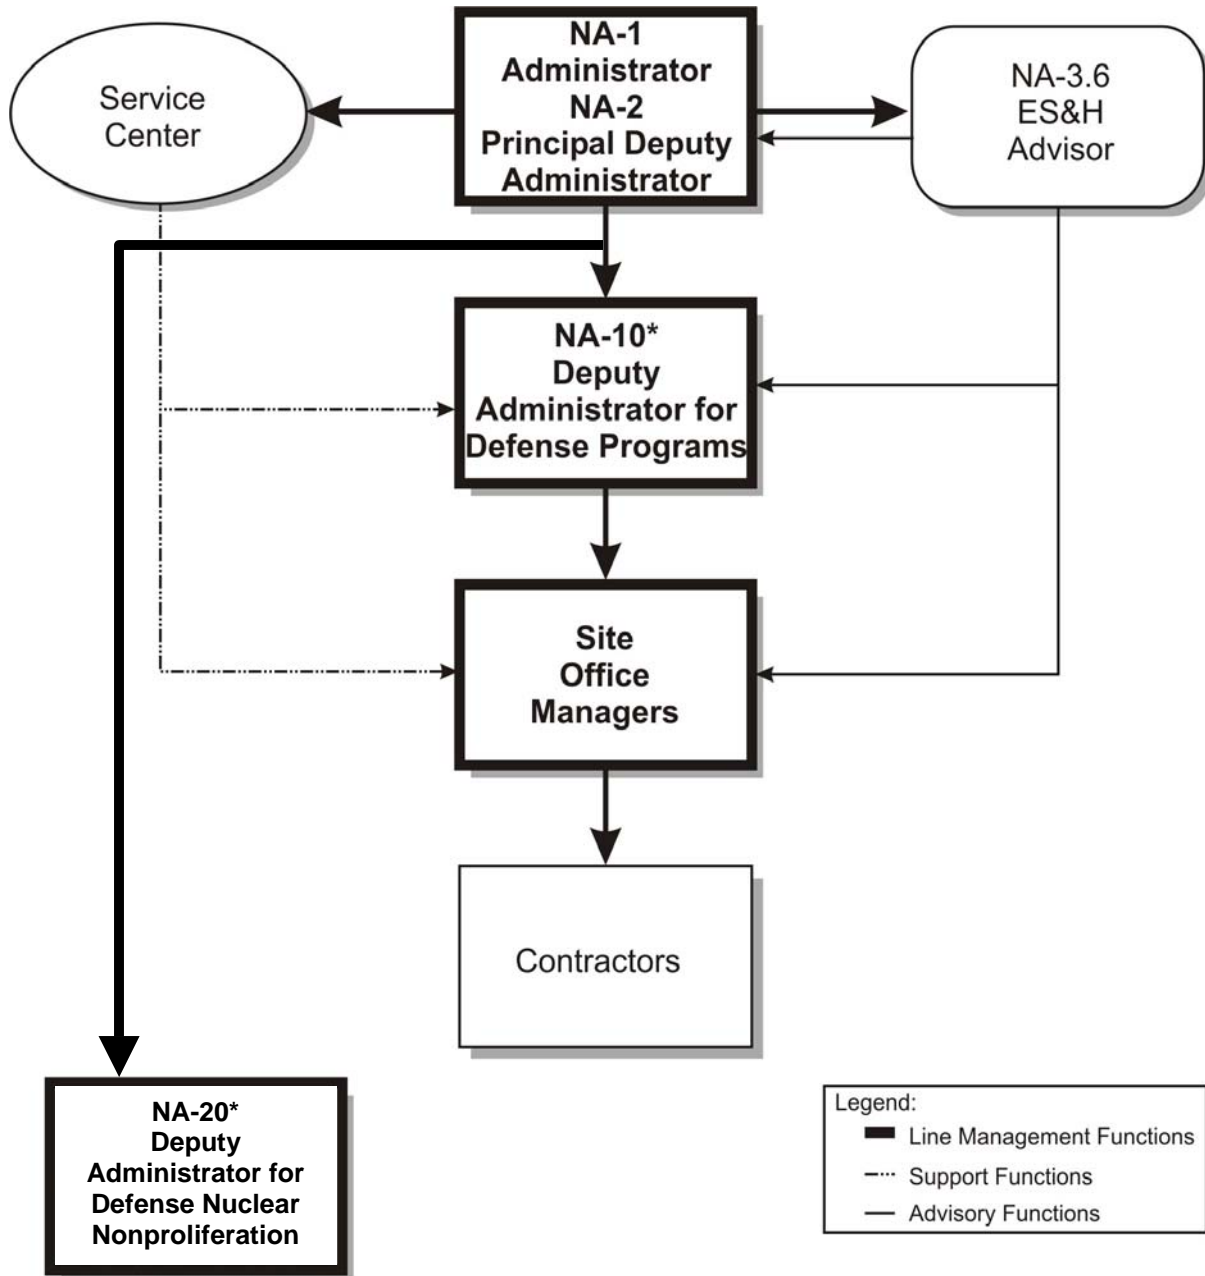 Service
Center
NA-1
Administrator
NA-2
Principal Deputy
Administrator
NA-3.6
ES&H
Advisor
NA-10*
Deputy
Administrator for
Defense Programs
Site
Office
Managers
Contractors
NA-20*
Deputy
Administrator for
Defense Nuclear
Nonproliferation
Legend:
Line Management Functions
Support Functions
Advisory Functions